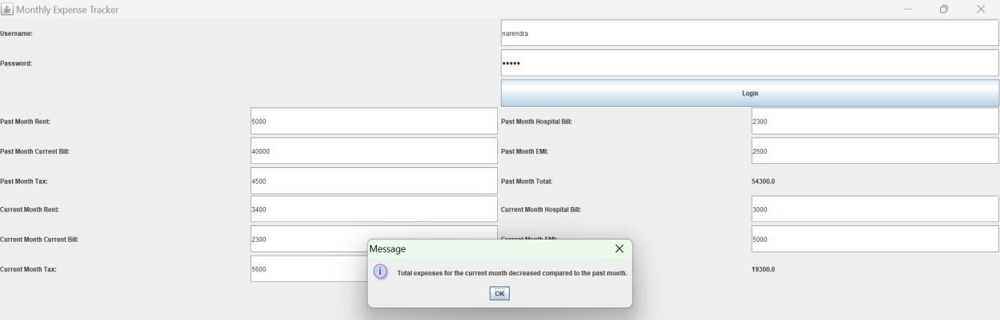 Monthly Expense Tracker
Username: narendra
Password: •••••
Login
Past Month Rent: 5000 Past Month Hospital Bill: 2300
Past Month Current Bill: 40000 Past Month EMI: 2500
Past Month Tax: 4500 Past Month Total: 54300.0
Current Month Rent: 3400 Current Month Hospital Bill: 3000
Current Month Current Bill: 2300 Current Month EMI: 5000
Message
Current Month Tax: 5600 19300.0
Total expenses for the current month decreased compared to the past month.
OK